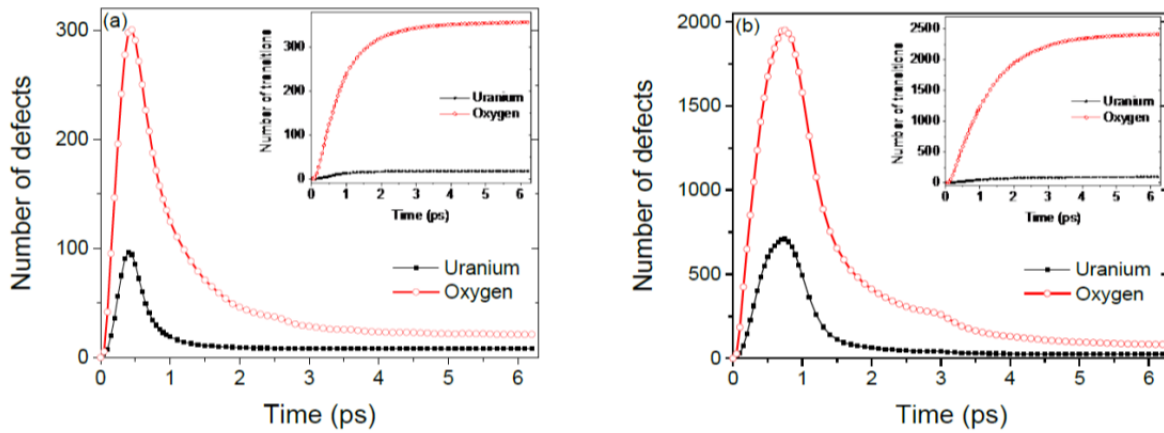 (a)
300
200
100
0
Number of defects
0 1 2 3 4 5 6
Time (ps)
Uranium
Oxygen
300
200
100
0
Number of transitions
Uranium
Oxygen
0 1 2 3 4 5 6
Time (ps)
(b)
2000
1500
1000
500
0
Number of defects
0 1 2 3 4 5 6
Time (ps)
Uranium
Oxygen
2500
2000
1500
1000
500
0
Number of transitions
Uranium
Oxygen
0 1 2 3 4 5 6
Time (ps)